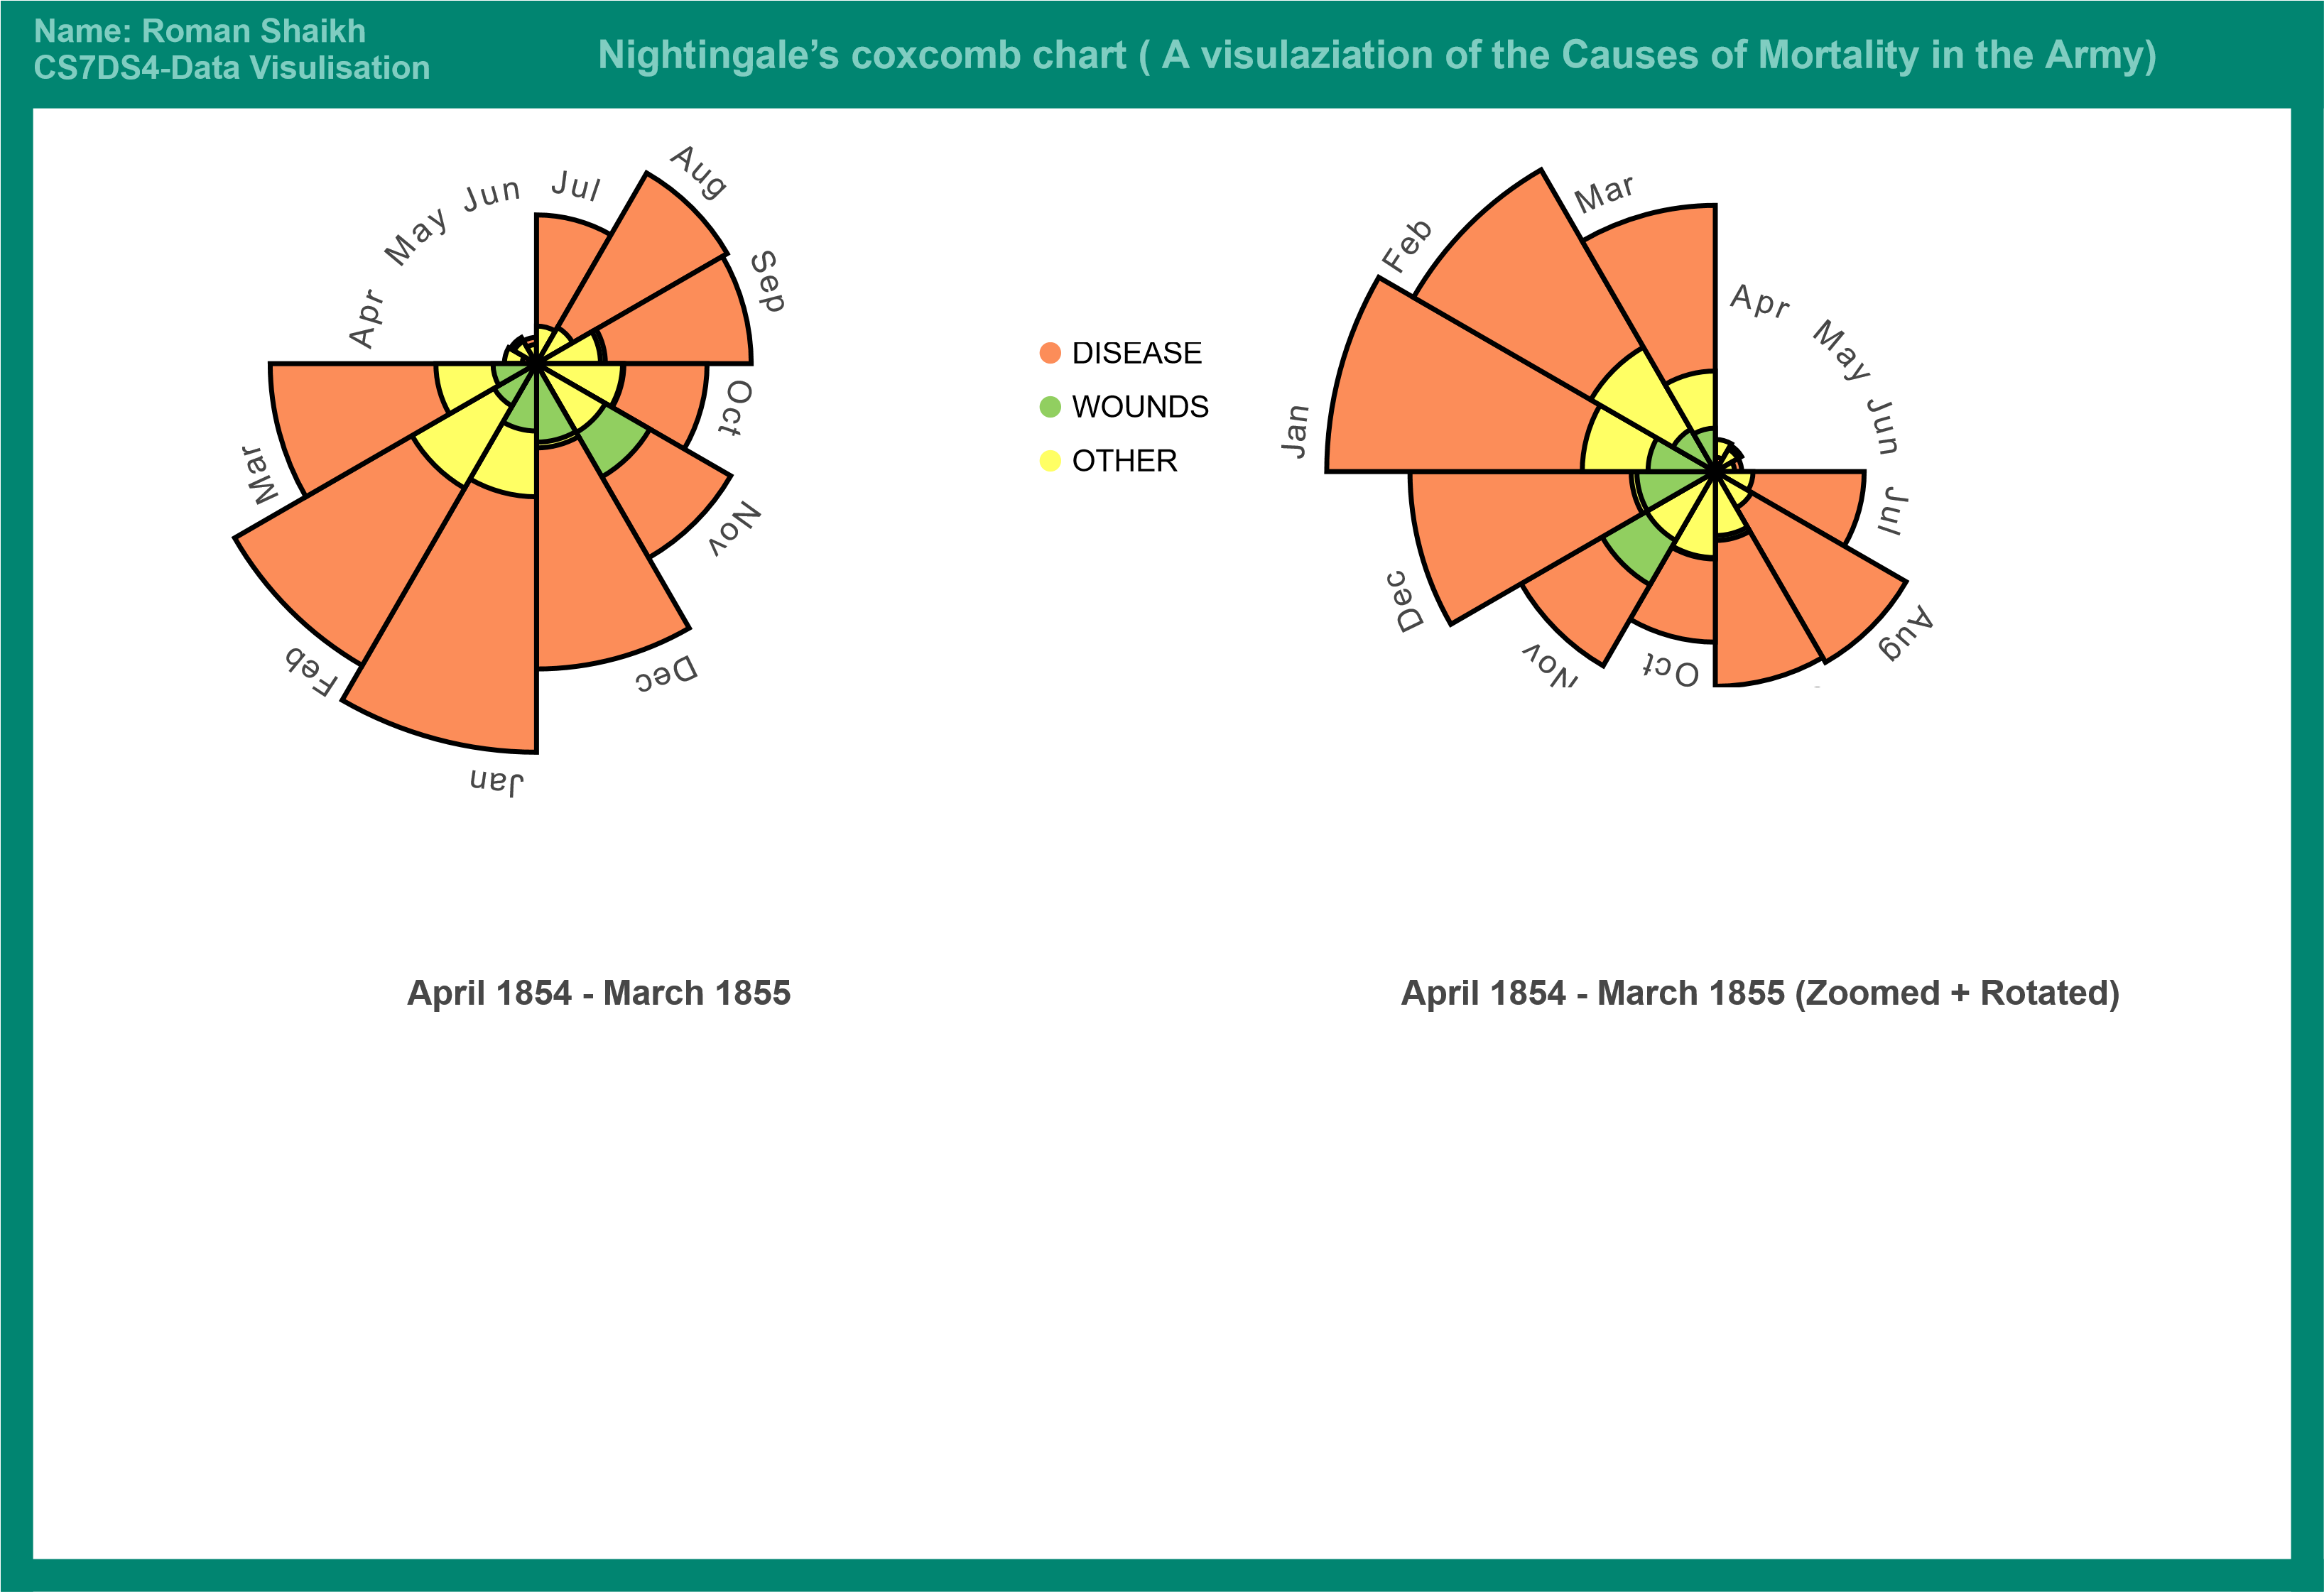 Name: Roman Shaikh
CS7DS4-Data Visulisation
Nightingale’s coxcomb chart ( A visulaziation of the Causes of Mortality in the Army)
Apr
May
Jun
Jul
Aug
Sep
Oct
Nov
Dec
Jan
Feb
Mar
DISEASE
WOUNDS
OTHER
Jan
Feb
Mar
Apr
May
Jun
Jul
Aug
Oct
Nov
Dec
April 1854 - March 1855
April 1854 - March 1855 (Zoomed + Rotated)